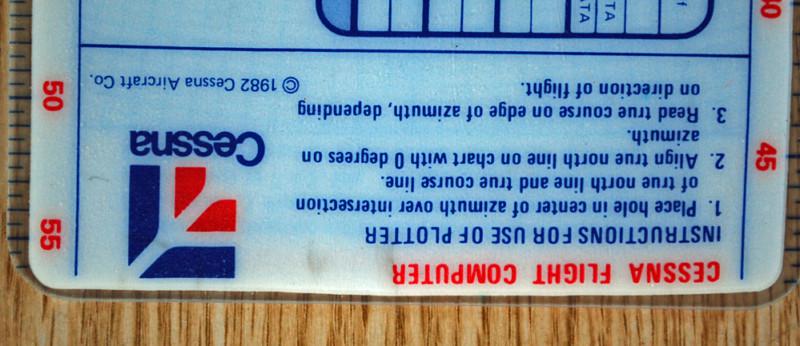 CESSNA FLIGHT COMPUTER
INSTRUCTIONS FOR USE OF PLOTTER
1. Place hole in center of azimuth over intersection
of true north line and true course line.
2. Align true north line on chart with 0 degrees on
azimuth.
3. Read true course on edge of azimuth, depending
on direction of flight.
Cessna
© 1982 Cessna Aircraft Co.
45
55
50